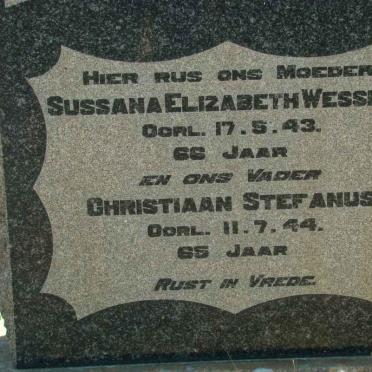 Hier rus ons Moeder
Sussana Elizabeth Wess
Oorl. 17.5.43.
66 Jaar
en ons Vader
Christiaan Stefanus
Oorl. 11.7.44.
65 Jaar
Rust in Vrede.